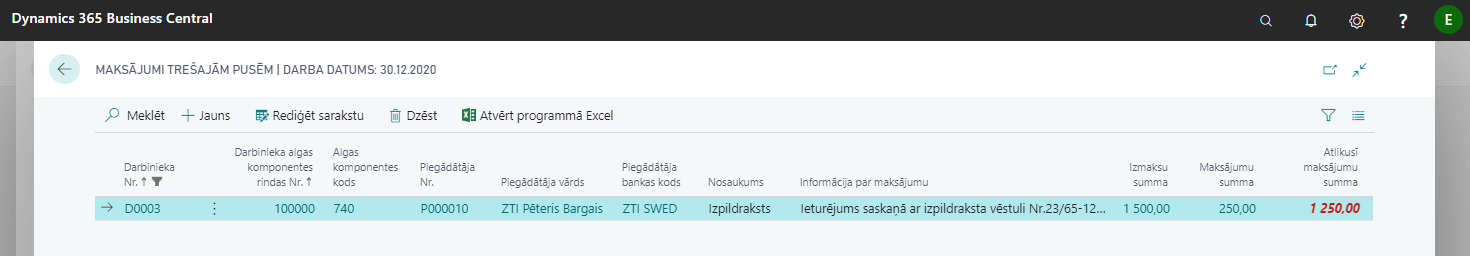 Dynamics 365 Business Central
?
E
MAKSĀJUMI TREŠAJĀM PUSĒM | DARBA DATUMS: 30.12.2020
Meklēt
Jauns
Rediģēt sarakstu
Dzēst
Atvērt programmā Excel
Darbinieka
Nr. ↑
Darbinieka algas
komponentes
rindas Nr. ↑
Algas
komponentes
kods
Piegādātāja
Nr.
Piegādātāja vārds
Piegādātāja
bankas kods
Nosaukums
Informācija par maksājumu
Izmaksu
summa
Maksājumu
summa
Atlikusī
maksājumu
summa
→ D0003 ⋮ 100000 740 P000010 ZTI Pēteris Bargais ZTI SWED Izpildraksts Ieturējums saskaņā ar izpildraksta vēstuli Nr.23/65-12... 1 500,00 250,00 1 250,00